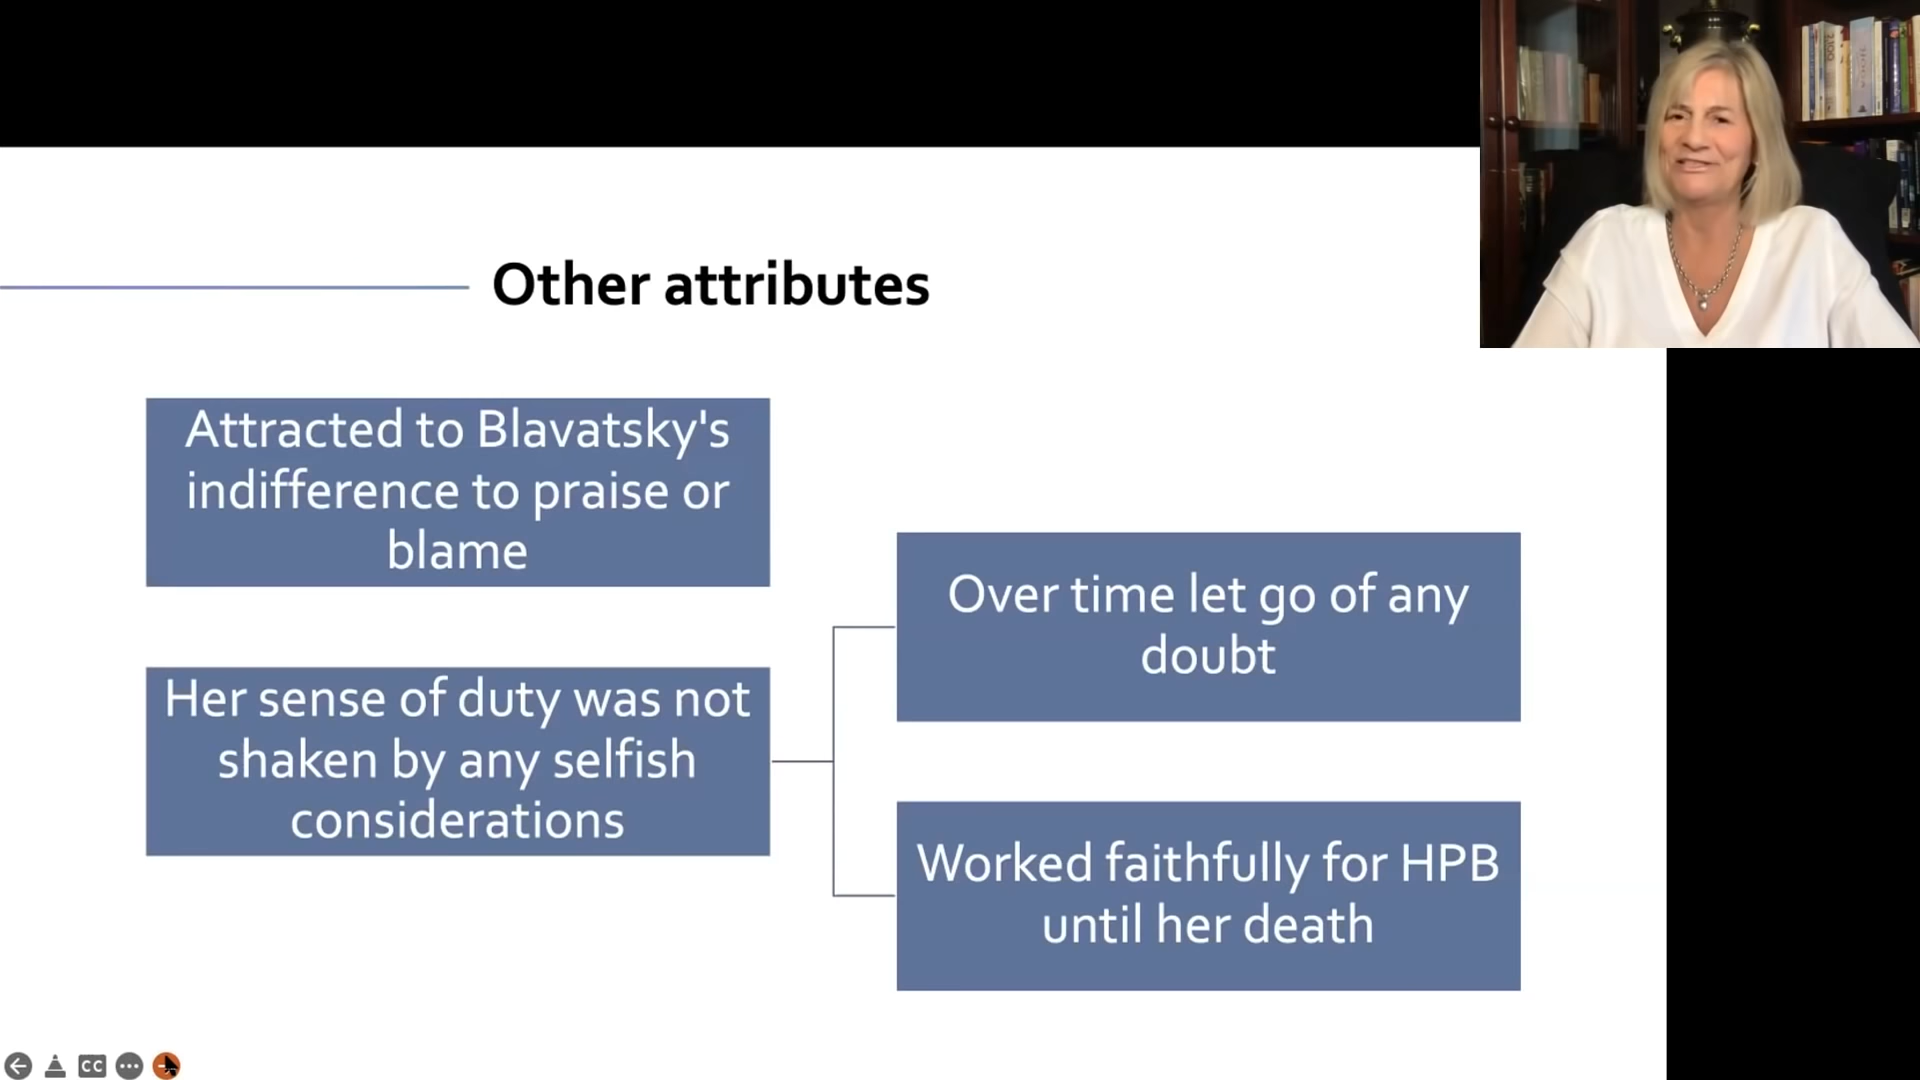 Other attributes
Attracted to Blavatsky's
indifference to praise or
blame
Her sense of duty was not
shaken by any selfish
considerations
Over time let go of any
doubt
Worked faithfully for HPB
until her death
CC